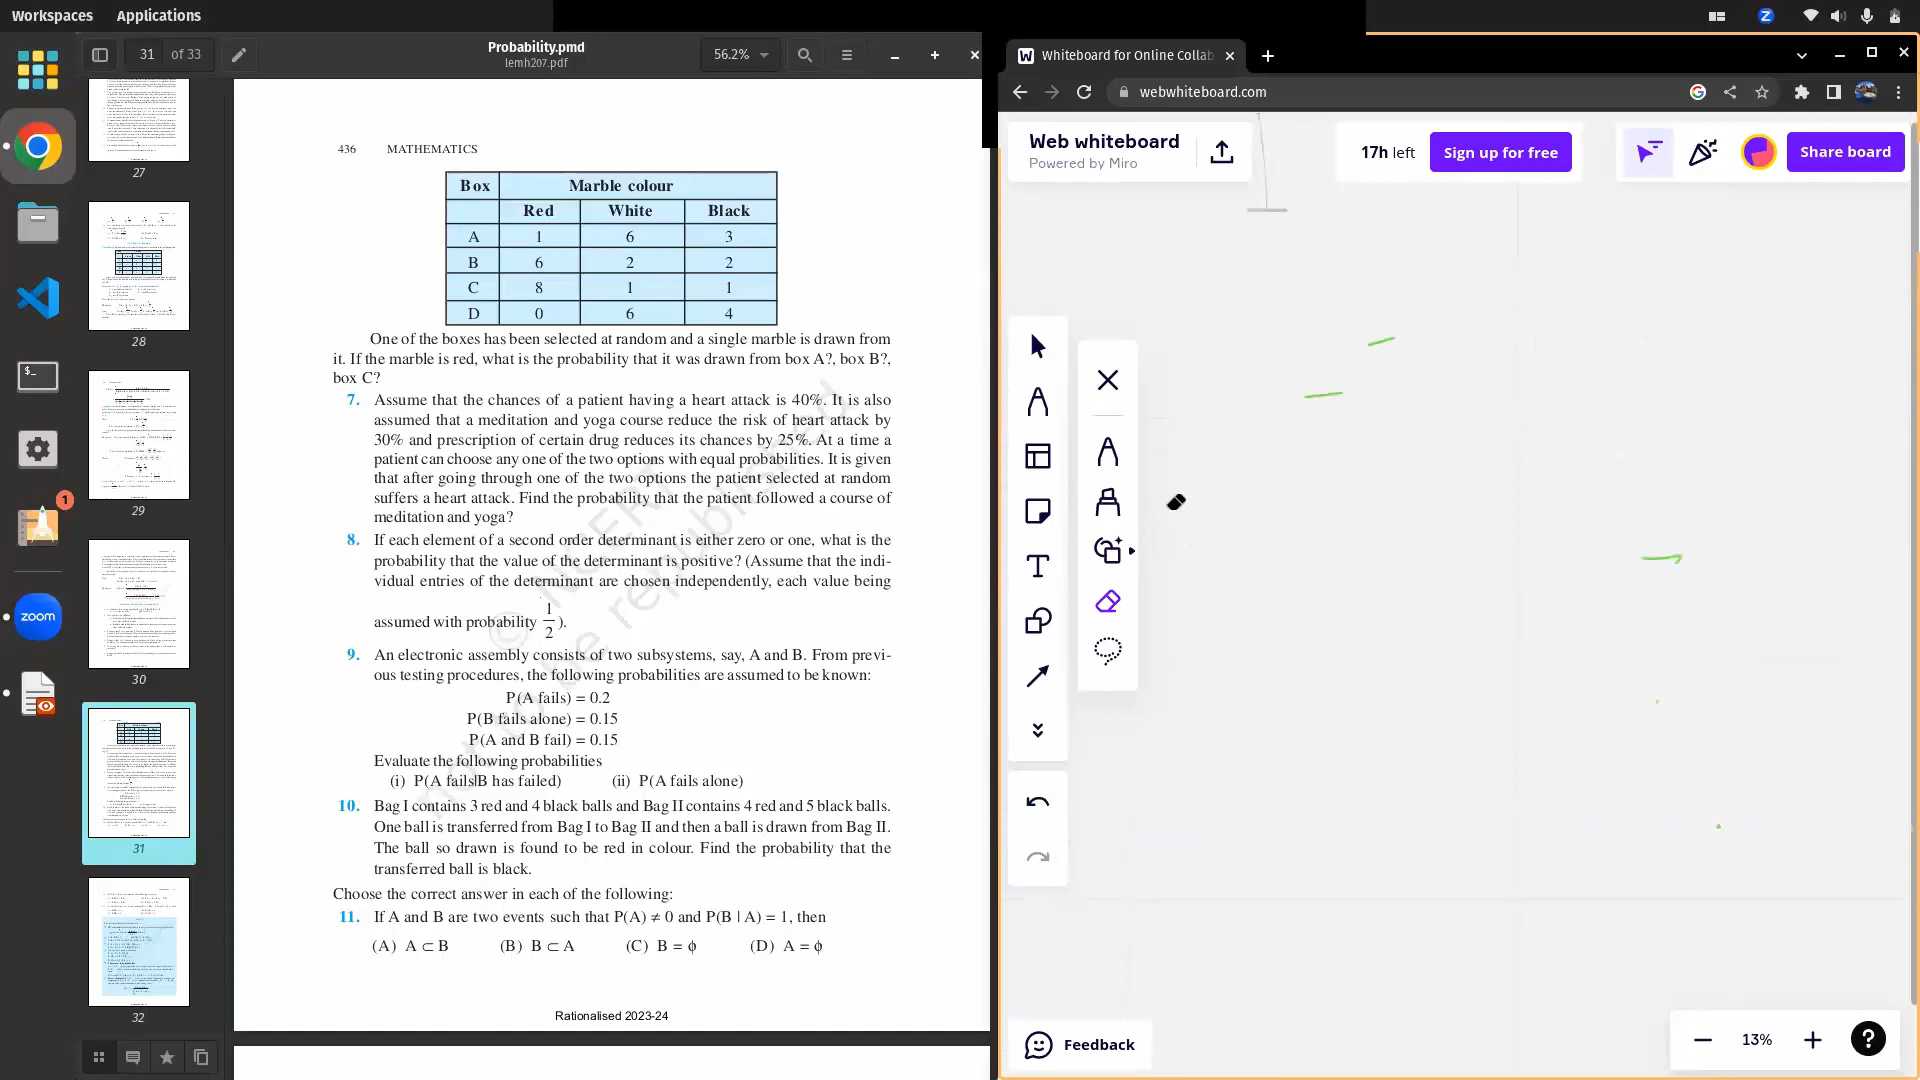 Workspaces Applications
31 of 33
Probability.pmd
lemh207.pdf
56.2%
27
28
29
30
31
32
1
$_
zoom
436 MATHEMATICS
Box Marble colour
Red White Black
A 1 6 3
B 6 2 2
C 8 1 1
D 0 6 4
One of the boxes has been selected at random and a single marble is drawn from
it. If the marble is red, what is the probability that it was drawn from box A?, box B?,
box C?
7. Assume that the chances of a patient having a heart attack is 40%. It is also
assumed that a meditation and yoga course reduce the risk of heart attack by
30% and prescription of certain drug reduces its chances by 25%. At a time a
patient can choose any one of the two options with equal probabilities. It is given
that after going through one of the two options the patient selected at random
suffers a heart attack. Find the probability that the patient followed a course of
meditation and yoga?
8. If each element of a second order determinant is either zero or one, what is the
probability that the value of the determinant is positive? (Assume that the indi-
vidual entries of the determinant are chosen independently, each value being
assumed with probability 1/2 ).
9. An electronic assembly consists of two subsystems, say, A and B. From previ-
ous testing procedures, the following probabilities are assumed to be known:
P(A fails) = 0.2
P(B fails alone) = 0.15
P(A and B fail) = 0.15
Evaluate the following probabilities
(i) P(A fails|B has failed) (ii) P(A fails alone)
10. Bag I contains 3 red and 4 black balls and Bag II contains 4 red and 5 black balls.
One ball is transferred from Bag I to Bag II and then a ball is drawn from Bag II.
The ball so drawn is found to be red in colour. Find the probability that the
transferred ball is black.
Choose the correct answer in each of the following:
11. If A and B are two events such that P(A) ≠ 0 and P(B | A) = 1, then
(A) A ⊂ B (B) B ⊂ A (C) B = ϕ (D) A = ϕ
Rationalised 2023-24
© NCERT
not to be republished
Whiteboard for Online Collab
webwhiteboard.com
Web whiteboard
Powered by Miro
17h left
Sign up for free
Share board
Feedback
13%